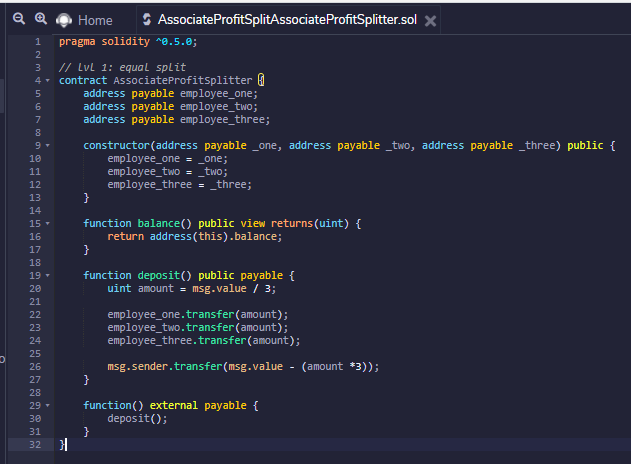 Home
AssociateProfitSplitAssociateProfitSplitter.sol
1 pragma solidity ^0.5.0;
2
3 // lvl 1: equal split
4 contract AssociateProfitSplitter {
5     address payable employee_one;
6     address payable employee_two;
7     address payable employee_three;
8
9     constructor(address payable _one, address payable _two, address payable _three) public {
10         employee_one = _one;
11         employee_two = _two;
12         employee_three = _three;
13     }
14
15     function balance() public view returns(uint) {
16         return address(this).balance;
17     }
18
19     function deposit() public payable {
20         uint amount = msg.value / 3;
21
22         employee_one.transfer(amount);
23         employee_two.transfer(amount);
24         employee_three.transfer(amount);
25
26         msg.sender.transfer(msg.value - (amount *3));
27     }
28
29     function() external payable {
30         deposit();
31     }
32 }